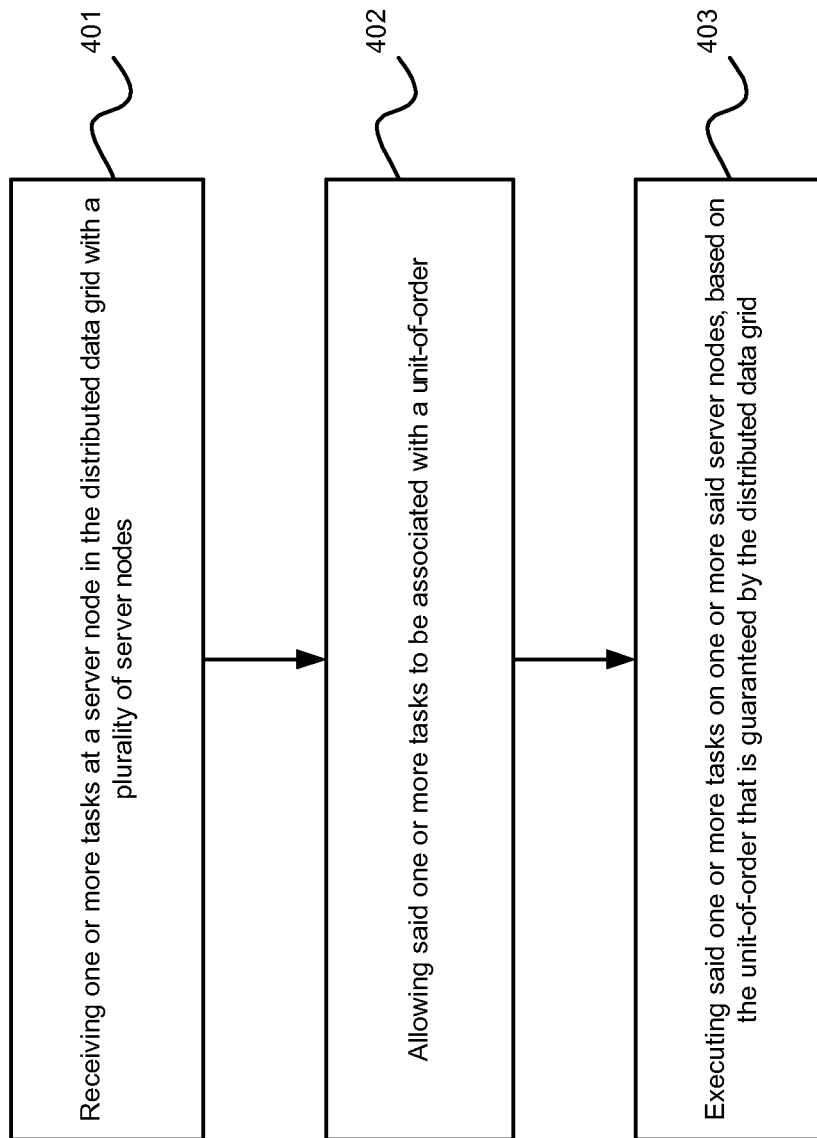 Receiving one or more tasks at a server node in the distributed data grid with a
plurality of server nodes
401
Allowing said one or more tasks to be associated with a unit-of-order
402
Executing said one or more tasks on one or more said server nodes, based on
the unit-of-order that is guaranteed by the distributed data grid
403